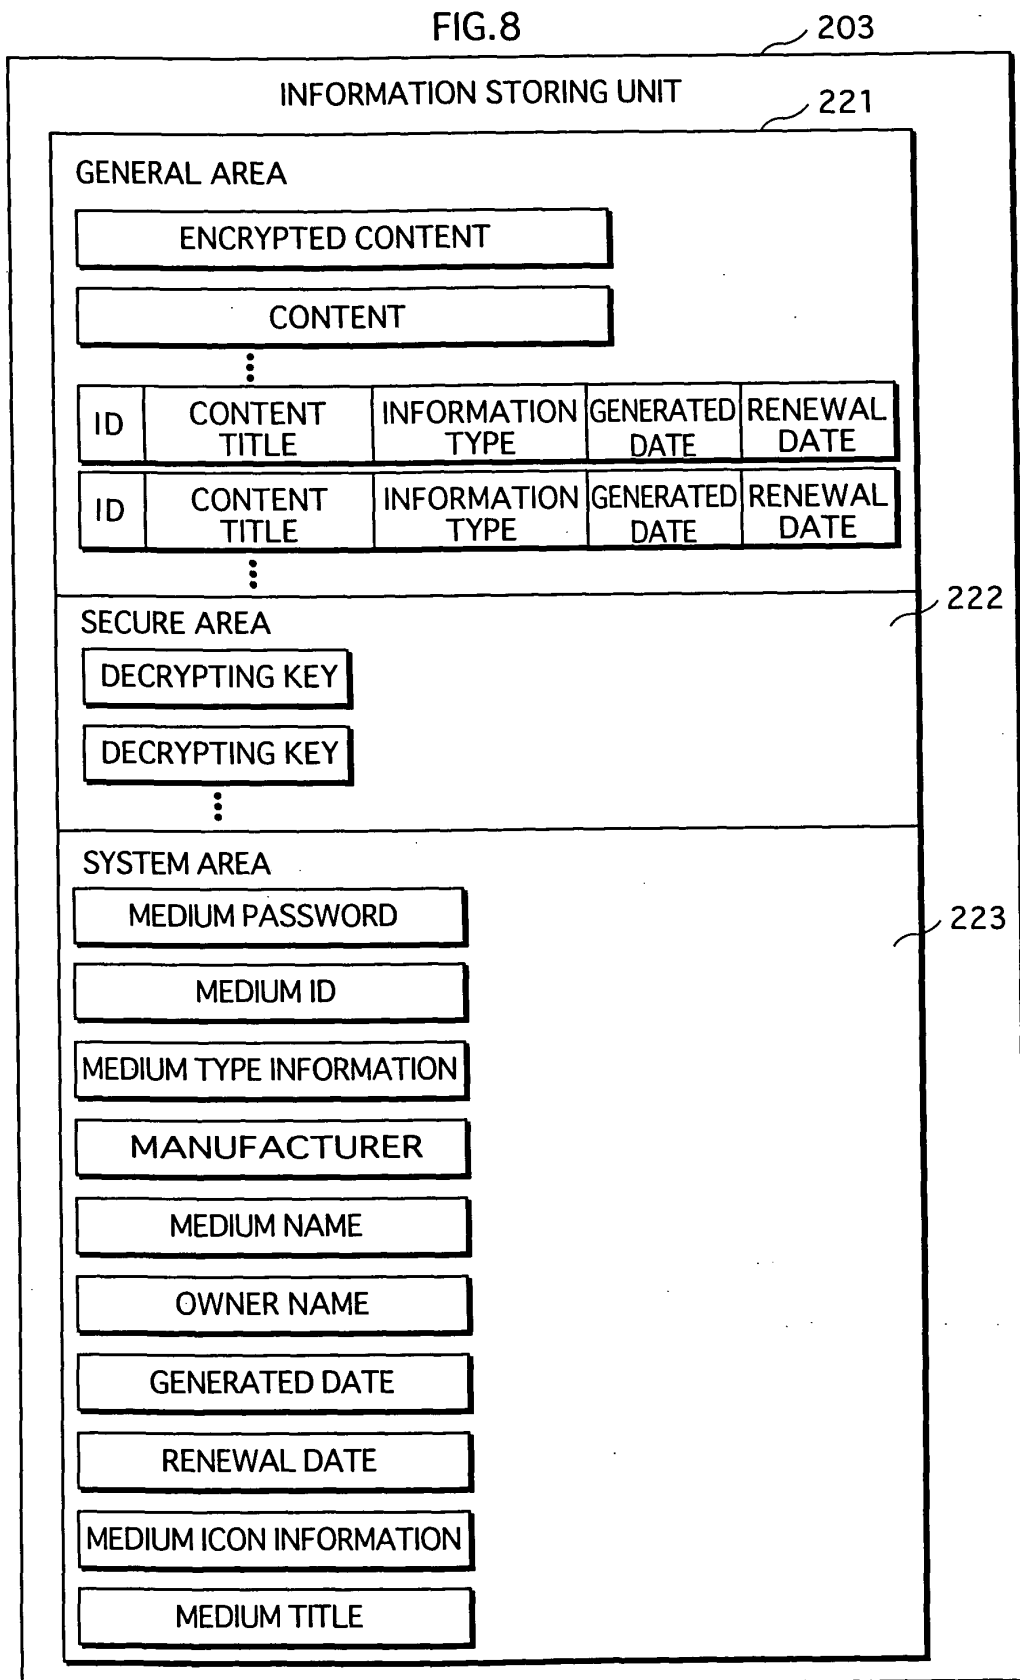 FIG.8
203
INFORMATION STORING UNIT
221
GENERAL AREA
ENCRYPTED CONTENT
CONTENT
ID CONTENT TITLE INFORMATION TYPE GENERATED DATE RENEWAL DATE
ID CONTENT TITLE INFORMATION TYPE GENERATED DATE RENEWAL DATE
222
SECURE AREA
DECRYPTING KEY
DECRYPTING KEY
SYSTEM AREA
MEDIUM PASSWORD
223
MEDIUM ID
MEDIUM TYPE INFORMATION
MANUFACTURER
MEDIUM NAME
OWNER NAME
GENERATED DATE
RENEWAL DATE
MEDIUM ICON INFORMATION
MEDIUM TITLE